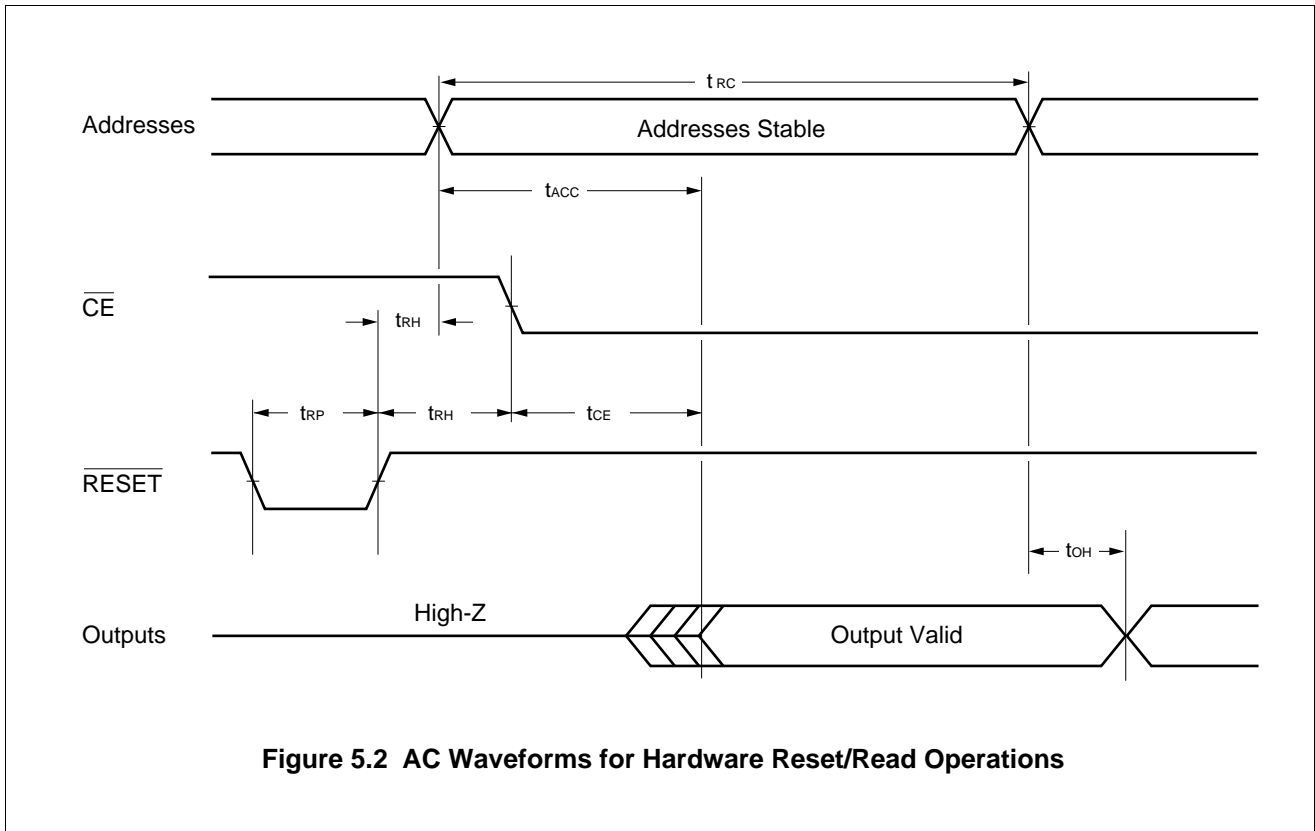 tRC
Addresses
Addresses Stable
tACC
CE
tRH
tRP
tRH
tCE
RESET
tOH
High-Z
Outputs
Output Valid
Figure 5.2 AC Waveforms for Hardware Reset/Read Operations